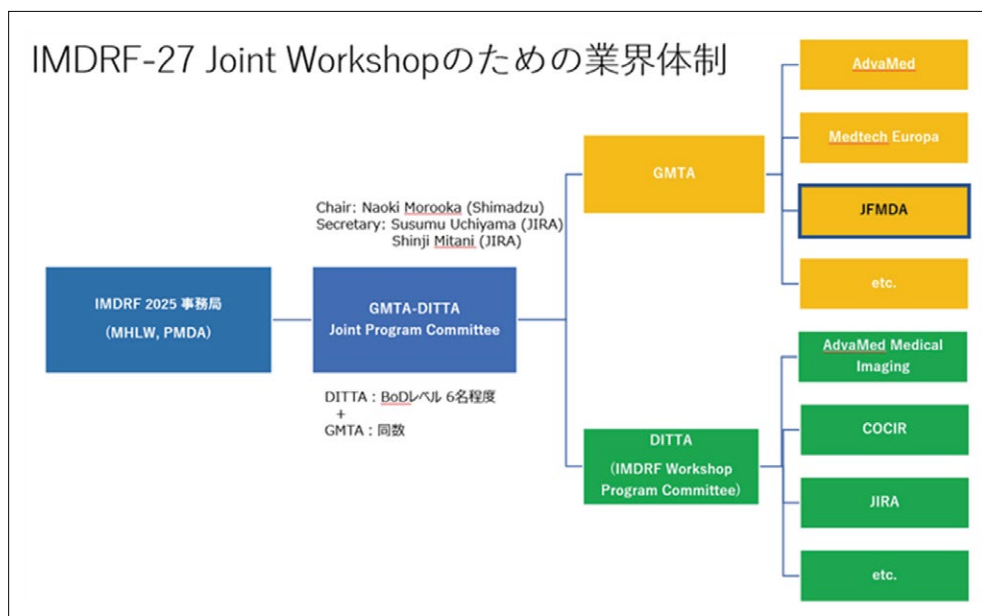 IMDRF-27 Joint Workshopのための業界体制
Chair: Naoki Morooka (Shimadzu)
Secretary: Susumu Uchiyama (JIRA)
Shinji Mitani (JIRA)
IMDRF 2025 事務局
(MHLW, PMDA)
GMTA-DITTA
Joint Program Committee
DITTA：BoDレベル 6名程度
+
GMTA：同数
GMTA
AdvaMed
Medtech Europa
JFMDA
etc.
DITTA
(IMDRF Workshop
Program Committee)
AdvaMed Medical
Imaging
COCIR
JIRA
etc.